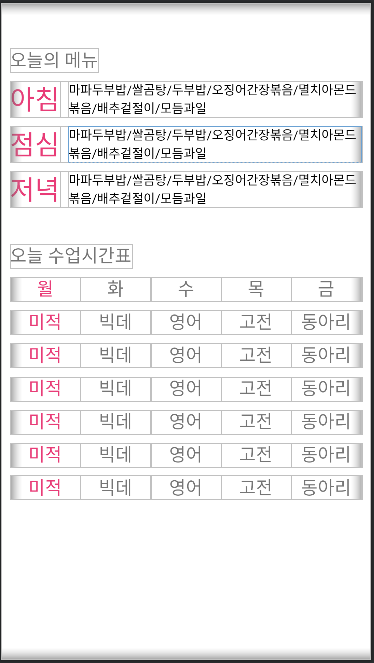 오늘의 메뉴
아침 마파두부밥/쌀곰탕/두부밥/오징어간장볶음/멸치아몬드
볶음/배추겉절이/모듬과일
점심 마파두부밥/쌀곰탕/두부밥/오징어간장볶음/멸치아몬드
볶음/배추겉절이/모듬과일
저녁 마파두부밥/쌀곰탕/두부밥/오징어간장볶음/멸치아몬드
볶음/배추겉절이/모듬과일
오늘 수업시간표
월 화 수 목 금
미적 빅데 영어 고전 동아리
미적 빅데 영어 고전 동아리
미적 빅데 영어 고전 동아리
미적 빅데 영어 고전 동아리
미적 빅데 영어 고전 동아리
미적 빅데 영어 고전 동아리